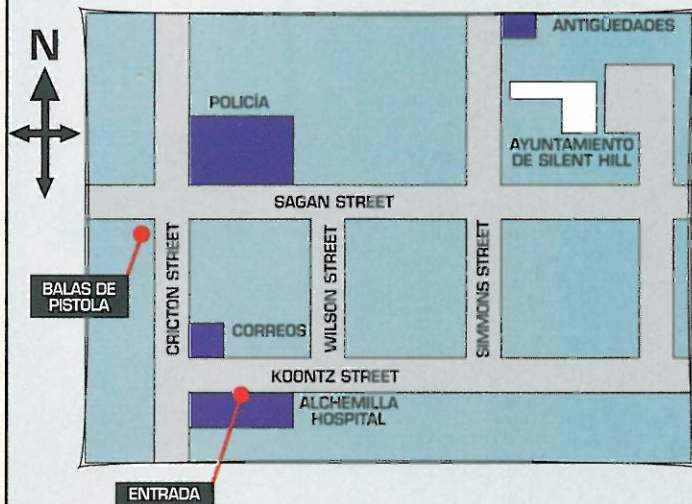 N
ANTIGÜEDADES
POLICÍA
AYUNTAMIENTO
DE SILENT HILL
SAGAN STREET
CRICTON STREET
WILSON STREET
SIMMONS STREET
BALAS DE
PISTOLA
CORREOS
KOONTZ STREET
ALCHEMILLA
HOSPITAL
ENTRADA